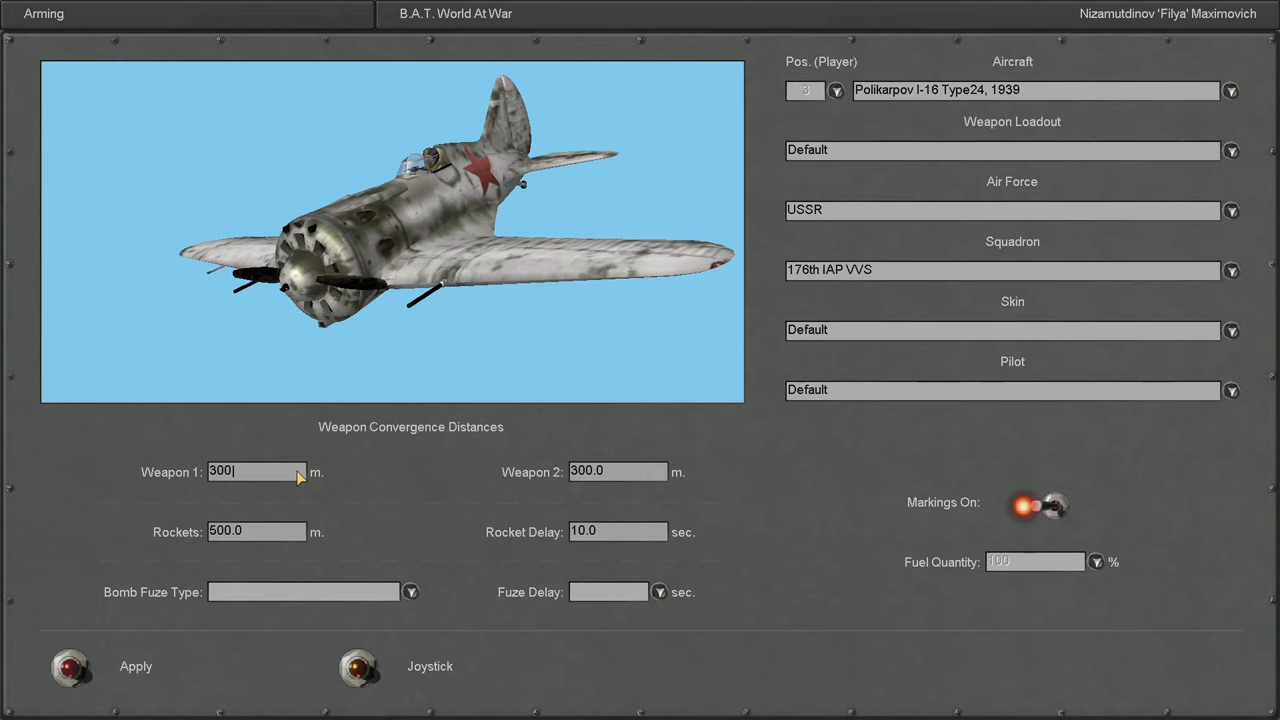 Arming
B.A.T. World At War
Nizamutdinov 'Filya' Maximovich
Pos. (Player)
Aircraft
3
Polikarpov I-16 Type24, 1939
Weapon Loadout
Default
Air Force
USSR
Squadron
176th IAP VVS
Skin
Default
Pilot
Default
Weapon Convergence Distances
Weapon 1: 300 m.
Weapon 2: 300.0 m.
Rockets: 500.0 m.
Rocket Delay: 10.0 sec.
Bomb Fuze Type:
Fuze Delay: sec.
Markings On:
Fuel Quantity: 100 %
Apply
Joystick